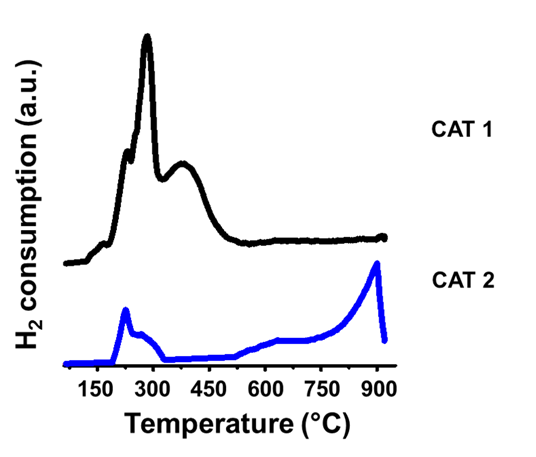 H₂ consumption (a.u.)
CAT 1
CAT 2
150 300 450 600 750 900
Temperature (°C)